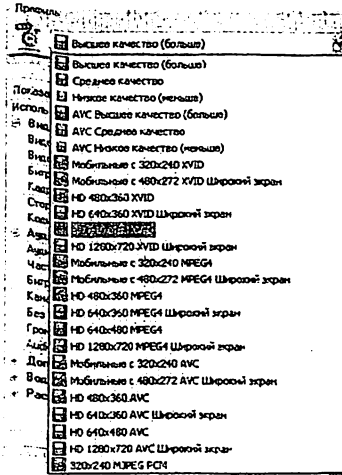 Профиль
Высшее качество (больше)
Высшее качество (больше)
Среднее качество
Низкое качество (меньше)
AVC Высшее качество (больше)
AVC Среднее качество
AVC Низкое качество (меньше)
Мобильные с 320x240 XVID
Мобильные с 480x272 XVID Широкий экран
HD 480x360 XVID
HD 640x360 XVID Широкий экран
HD 1280x720 XVID Широкий экран
Мобильные с 320x240 MPEG4
Мобильные с 480x272 MPEG4 Широкий экран
HD 480x360 MPEG4
HD 640x360 MPEG4 Широкий экран
HD 640x480 MPEG4
HD 1280x720 MPEG4 Широкий экран
Мобильные с 320x240 AVC
Мобильные с 480x272 AVC Широкий экран
HD 480x360 AVC
HD 640x360 AVC Широкий экран
HD 640x480 AVC
HD 1280x720 AVC Широкий экран
320x240 MJPEG PCM